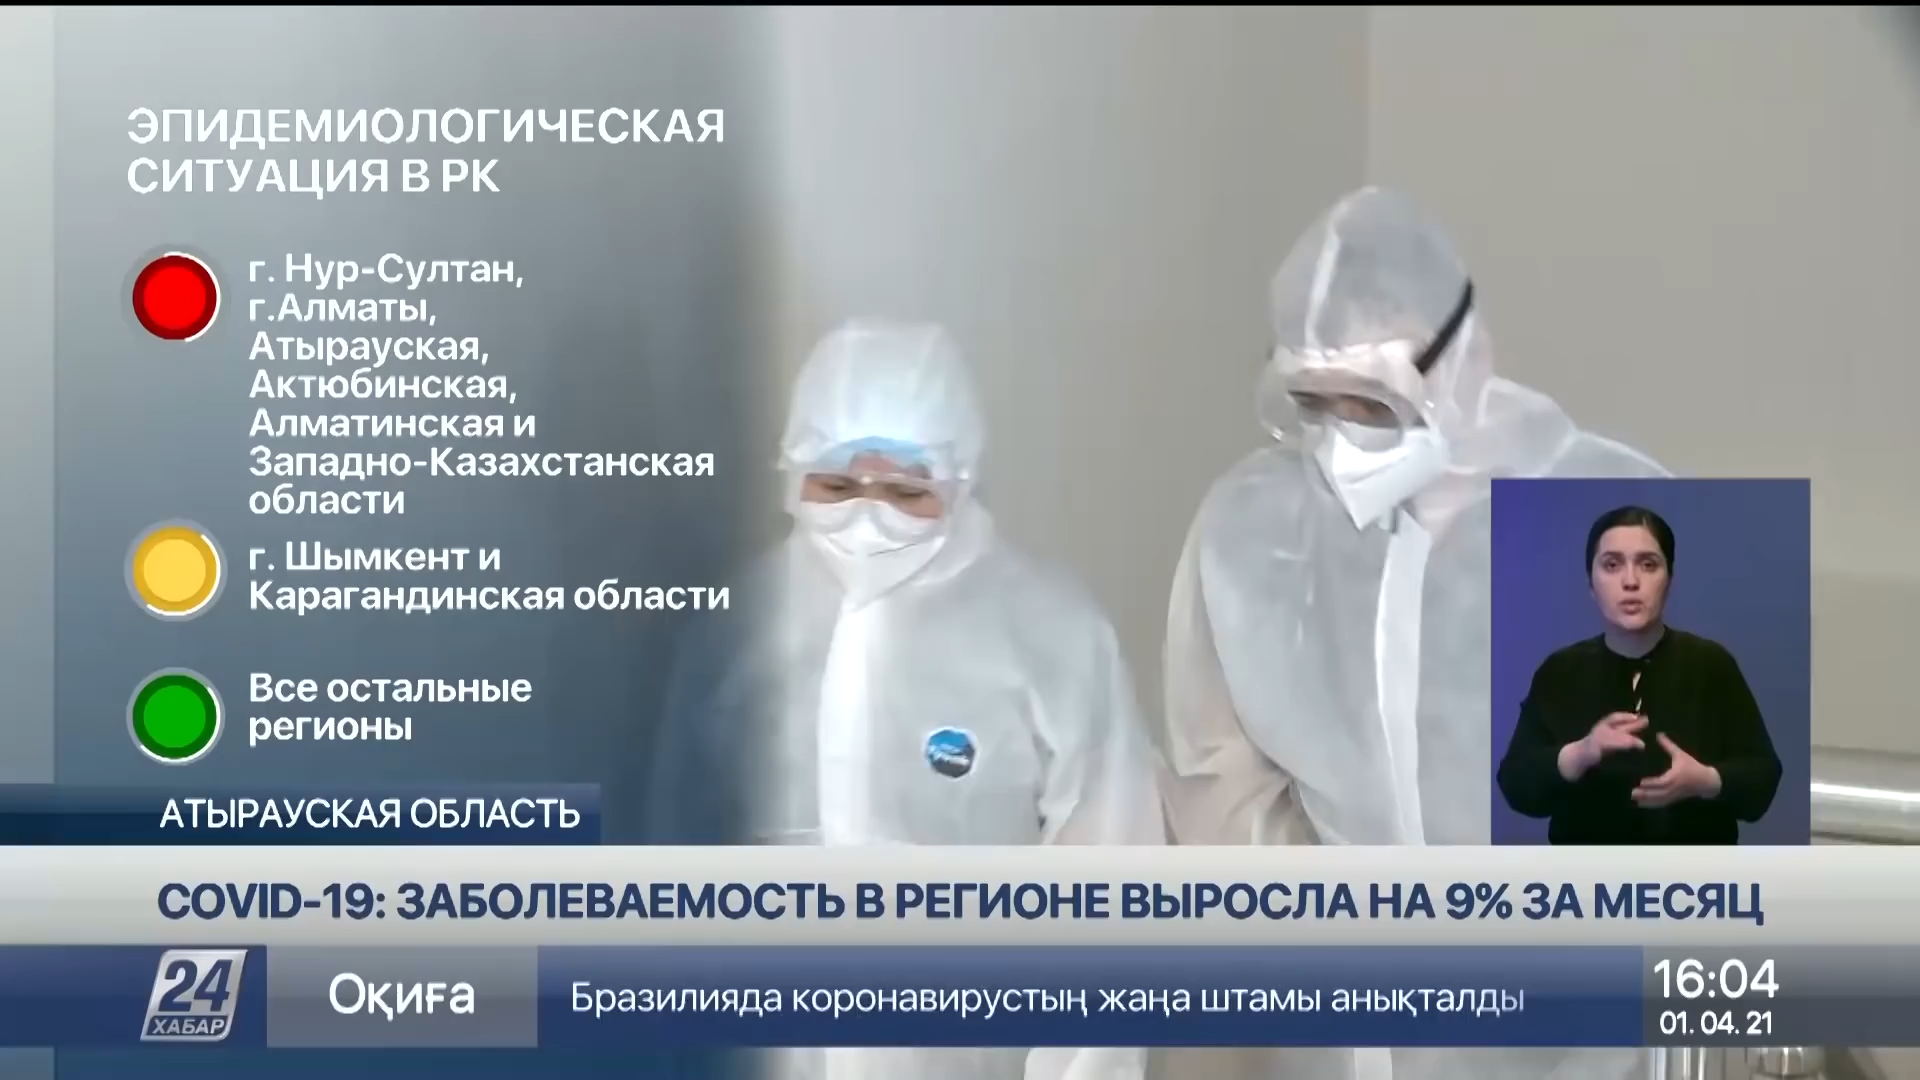 ЭПИДЕМИОЛОГИЧЕСКАЯ
СИТУАЦИЯ В РК
г. Нур-Султан,
г.Алматы,
Атырауская,
Актюбинская,
Алматинская и
Западно-Казахстанская
области
г. Шымкент и
Карагандинская области
Все остальные
регионы
АТЫРАУСКАЯ ОБЛАСТЬ
COVID-19: ЗАБОЛЕВАЕМОСТЬ В РЕГИОНЕ ВЫРОСЛА НА 9% ЗА МЕСЯЦ
24
ХАБАР
Оқиға
Бразилияда коронавирустың жаңа штамы анықталды
16:04
01. 04. 21